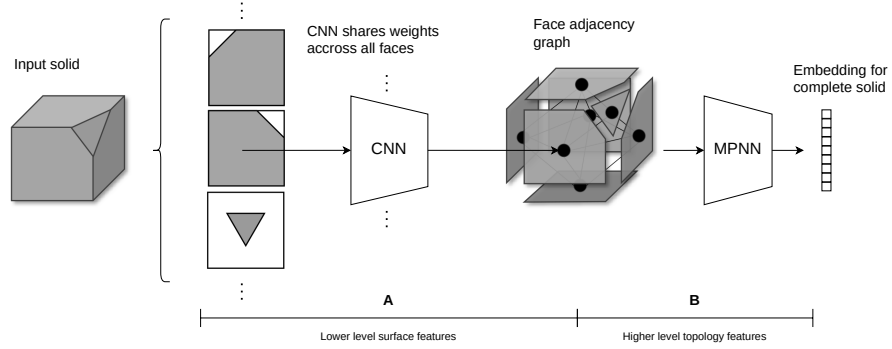 Input solid
CNN shares weights
accross all faces
Face adjacency
graph
Embedding for
complete solid
CNN
MPNN
A
B
Lower level surface features
Higher level topology features